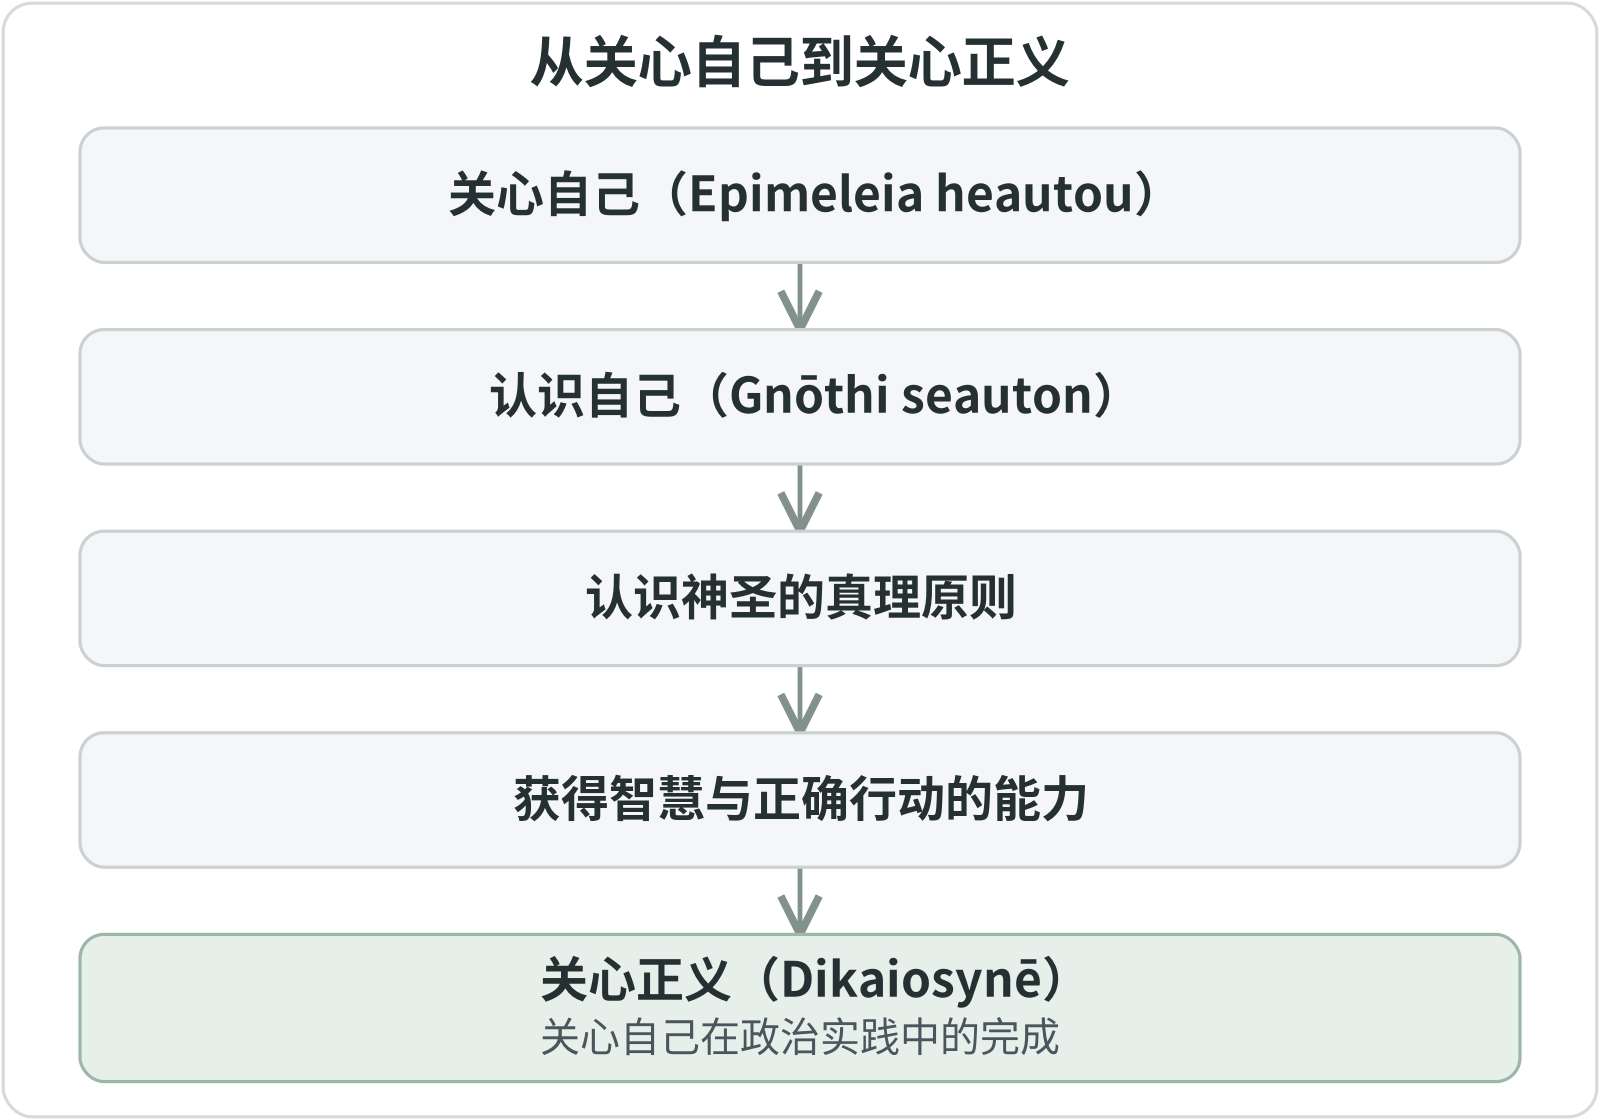 从关心自己到关心正义
关心自己（Epimeleia heautou）
认识自己（Gnōthi seauton）
认识神圣的真理原则
获得智慧与正确行动的能力
关心正义（Dikaiosynē）
关心自己在政治实践中的完成